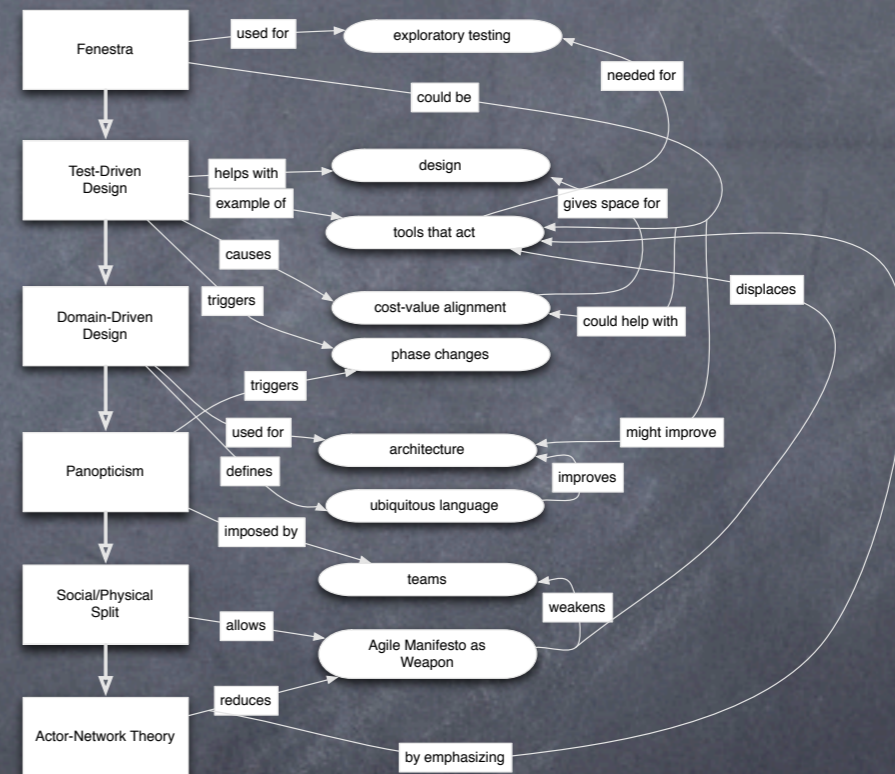 Fenestra
used for
exploratory testing
needed for
could be
Test-Driven
Design
helps with
design
example of
gives space for
tools that act
causes
displaces
triggers
cost-value alignment
Domain-Driven
Design
could help with
phase changes
triggers
used for
might improve
architecture
Panopticism
defines
improves
ubiquitous language
imposed by
teams
Social/Physical
Split
weakens
allows
Agile Manifesto as
Weapon
reduces
Actor-Network Theory
by emphasizing